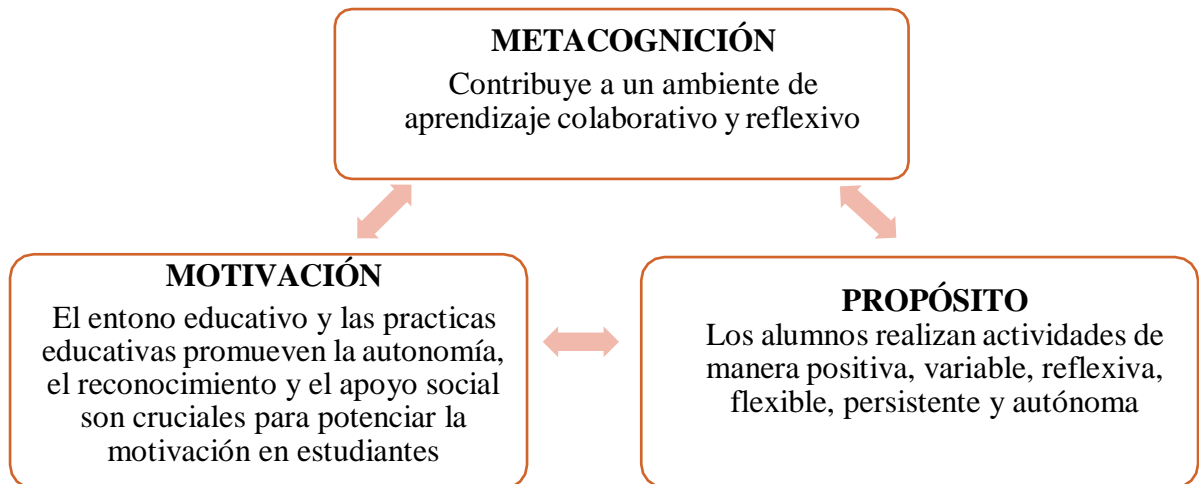 METACOGNICIÓN
Contribuye a un ambiente de
aprendizaje colaborativo y reflexivo
MOTIVACIÓN
El entono educativo y las practicas
educativas promueven la autonomía,
el reconocimiento y el apoyo social
son cruciales para potenciar la
motivación en estudiantes
PROPÓSITO
Los alumnos realizan actividades de
manera positiva, variable, reflexiva,
flexible, persistente y autónoma